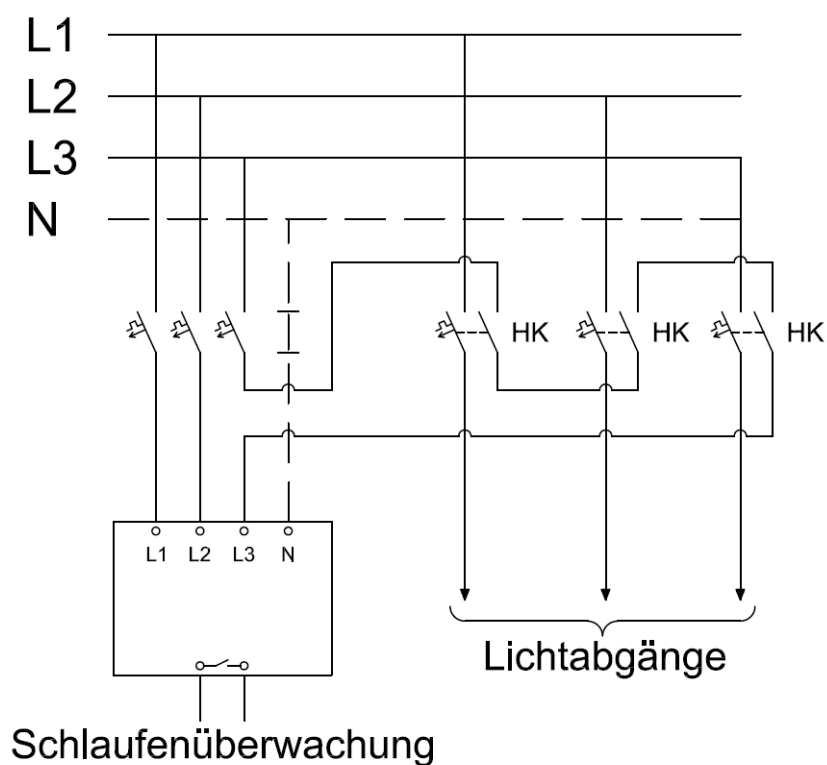 L1
L2
L3
N
HK HK HK
L1 L2 L3 N
Lichtabgänge
Schlaufenüberwachung